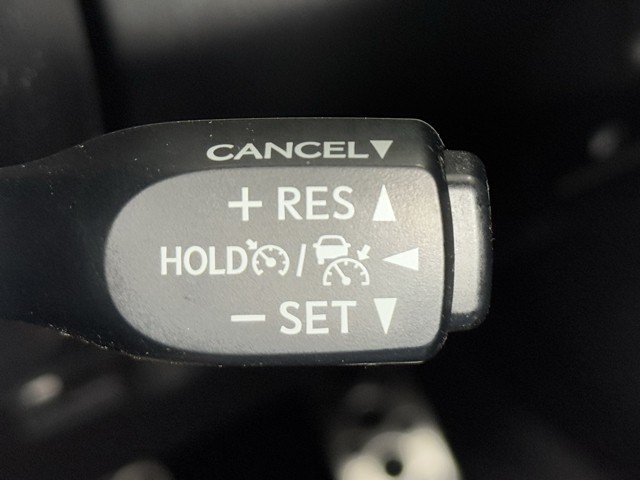 CANCEL▼
+ RES ▲
HOLD / ◀
- SET ▼